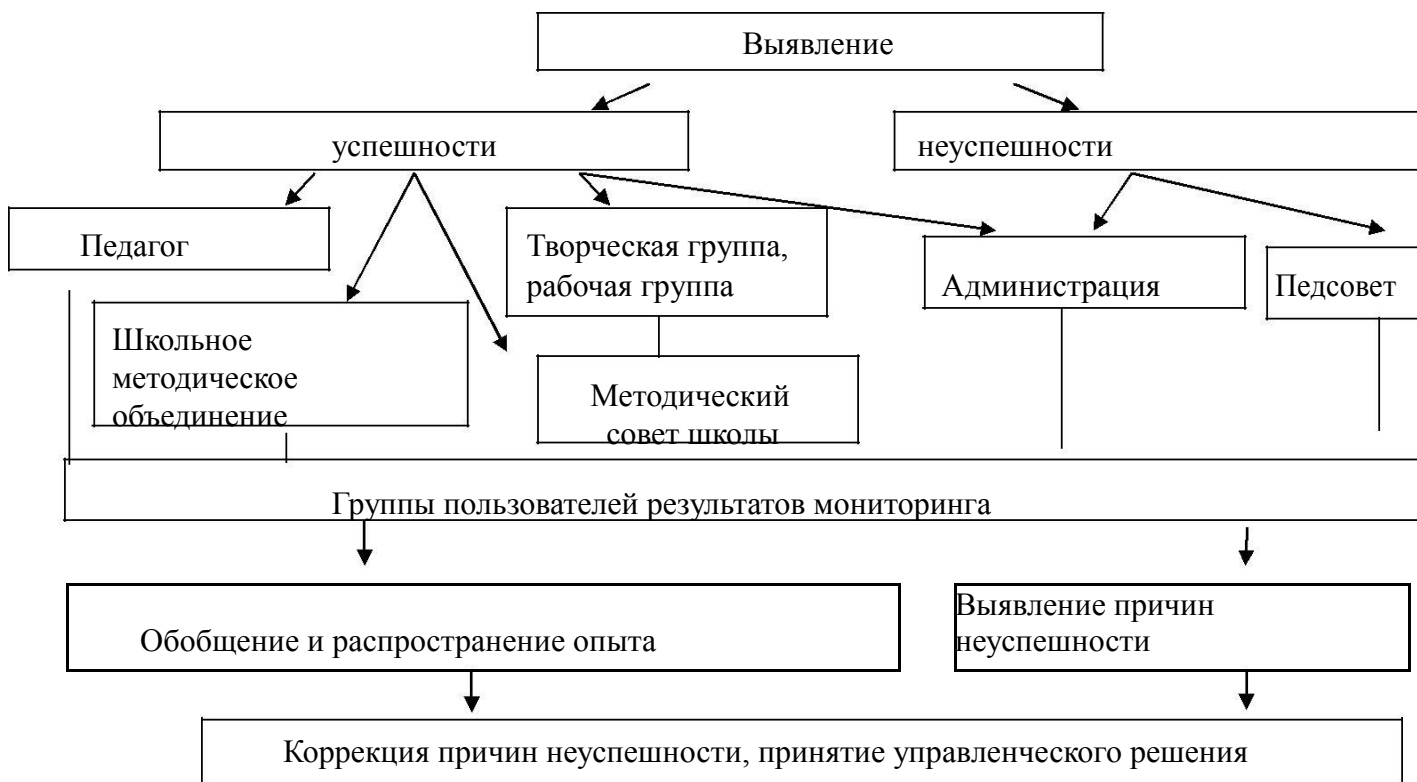 Выявление
успешности
неуспешности
Педагог
Творческая группа,
рабочая группа
Администрация
Педсовет
Школьное
методическое
объединение
Методический
совет школы
Группы пользователей результатов мониторинга
Обобщение и распространение опыта
Выявление причин
неуспешности
Коррекция причин неуспешности, принятие управленческого решения